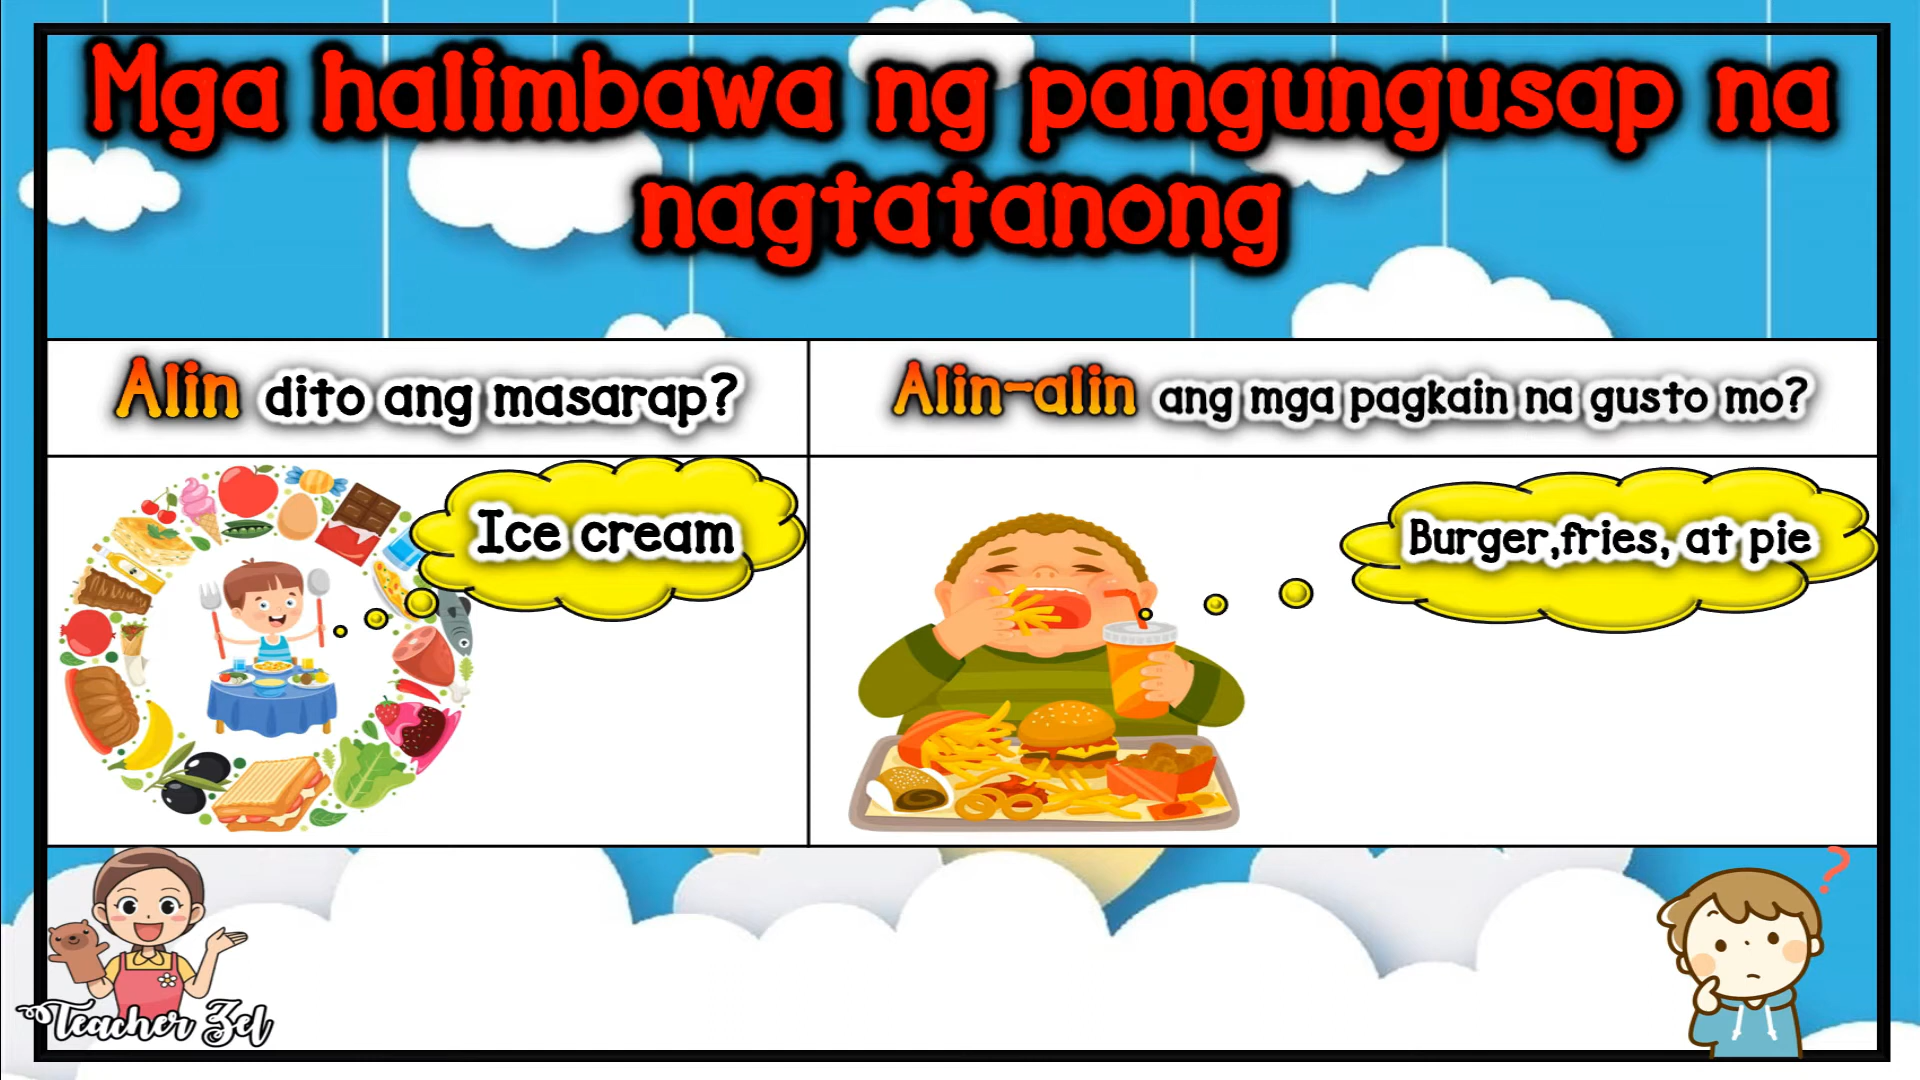 Mga halimbawa ng pangungusap na
nagtatanong
Alin dito ang masarap?
Alin-alin ang mga pagkain na gusto mo?
Ice cream
Burger,fries, at pie
?
Teacher Zel